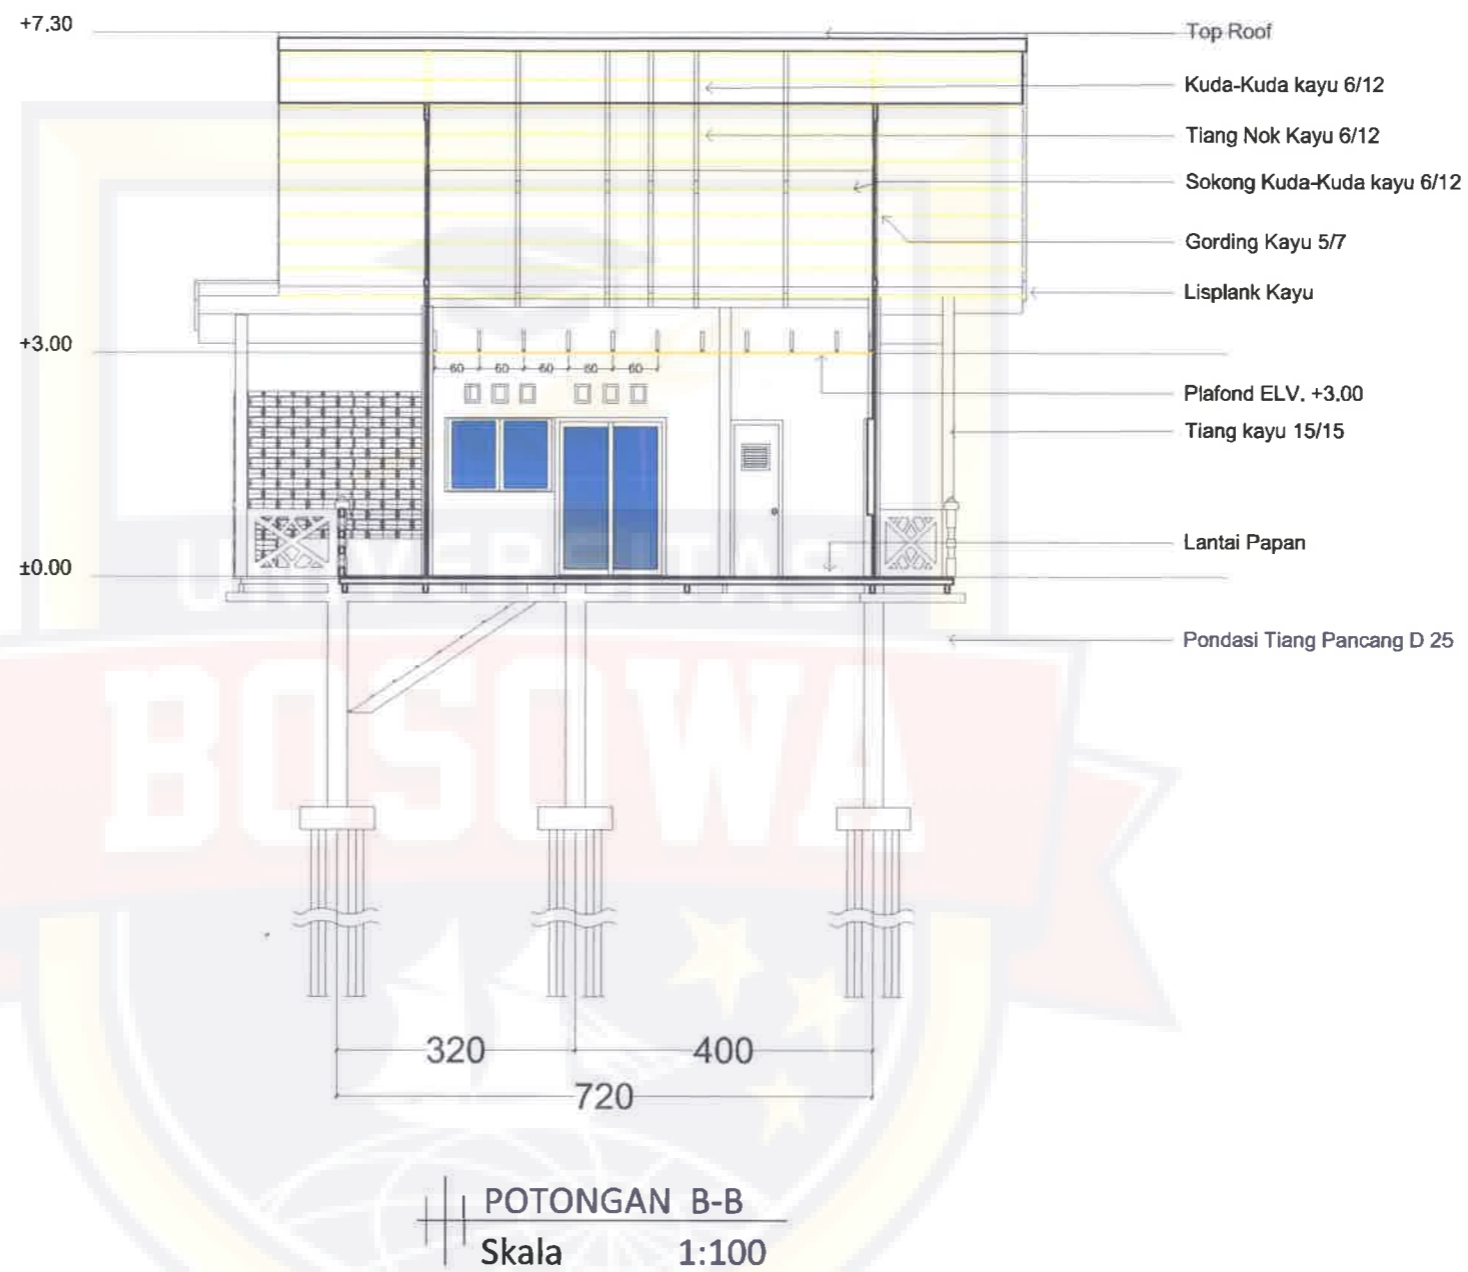 +7.30
Top Roof
Kuda-Kuda kayu 6/12
Tiang Nok Kayu 6/12
Sokong Kuda-Kuda kayu 6/12
Gording Kayu 5/7
Lisplank Kayu
+3.00
60 60 60 60 60
Plafond ELV. +3.00
Tiang kayu 15/15
Lantai Papan
±0.00
UNIVERSITAS
Pondasi Tiang Pancang D 25
BOSOWA
320 400
720
POTONGAN B-B
Skala 1:100